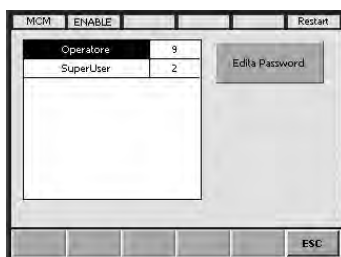 MCM ENABLE Restart
Operatore 9
SuperUser 2
Edita Password
ESC